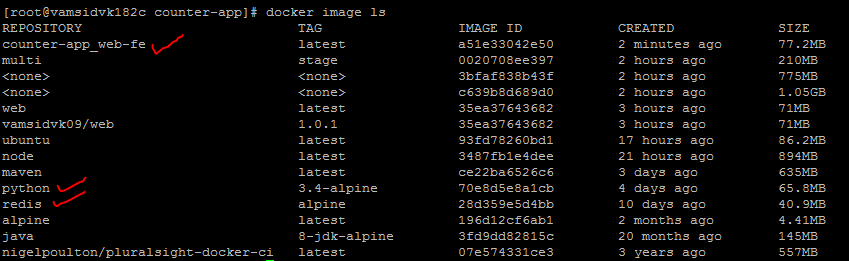 [root@vamsidvk182c counter-app]# docker image ls
REPOSITORY TAG IMAGE ID CREATED SIZE
counter-app_web-fe latest a51e33042e50 2 minutes ago 77.2MB
multi stage 0020708ee397 2 hours ago 210MB
<none> <none> 3bfaf838b43f 2 hours ago 775MB
<none> <none> c639b8d689d0 2 hours ago 1.05GB
web latest 35ea37643682 3 hours ago 71MB
vamsidvk09/web 1.0.1 35ea37643682 3 hours ago 71MB
ubuntu latest 93fd78260bd1 17 hours ago 86.2MB
node latest 3487fb1e4dee 21 hours ago 894MB
maven latest ce22ba6526c6 3 days ago 635MB
python 3.4-alpine 70e8d5e8a1cb 4 days ago 65.8MB
redis alpine 28d359e5d4bb 10 days ago 40.9MB
alpine latest 196d12cf6ab1 2 months ago 4.41MB
java 8-jdk-alpine 3fd9dd82815c 20 months ago 145MB
nigelpoulton/pluralsight-docker-ci latest 07e574331ce3 3 years ago 557MB